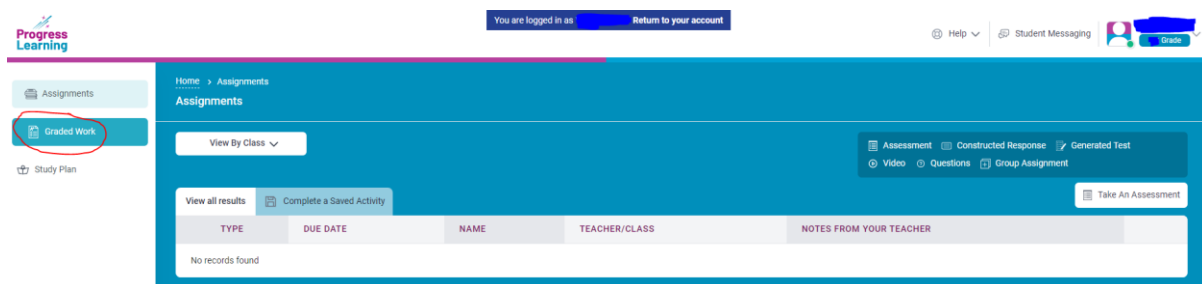 Progress
Learning
You are logged in as Return to your account
Help
Student Messaging
Grade
Assignments
Graded Work
Study Plan
Home > Assignments
Assignments
View By Class
Assessment Constructed Response Generated Test
Video Questions Group Assignment
Take An Assessment
View all results Complete a Saved Activity
TYPE DUE DATE NAME TEACHER/CLASS NOTES FROM YOUR TEACHER
No records found